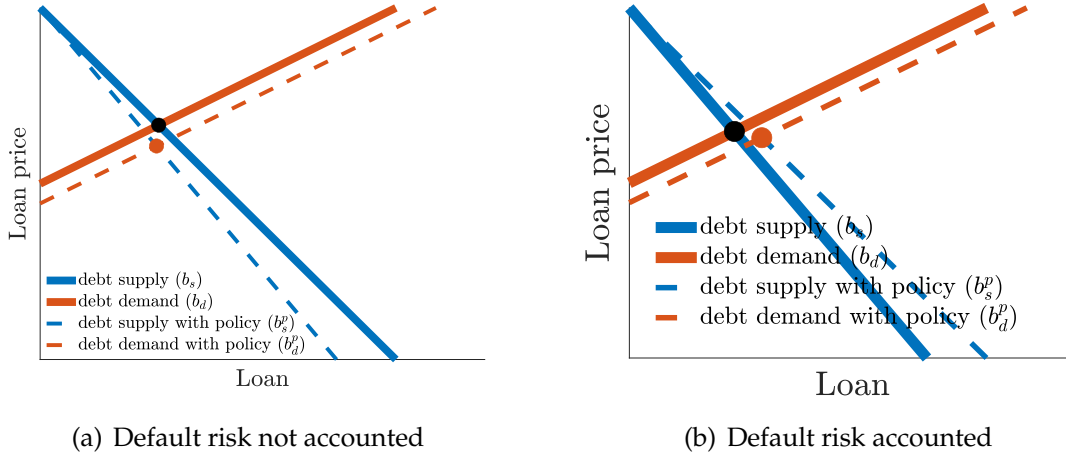 Loan price
debt supply (b_s)
debt demand (b_d)
debt supply with policy (b_s^p)
debt demand with policy (b_d^p)
Loan
(a) Default risk not accounted
Loan price
debt supply (b_s)
debt demand (b_d)
debt supply with policy (b_s^p)
debt demand with policy (b_d^p)
Loan
(b) Default risk accounted